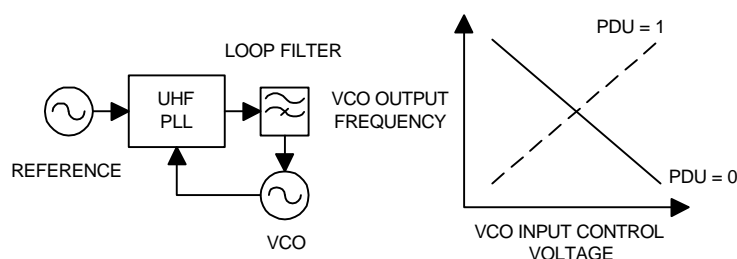 LOOP FILTER
UHF
PLL
REFERENCE
VCO
PDU = 1
VCO OUTPUT
FREQUENCY
PDU = 0
VCO INPUT CONTROL
VOLTAGE